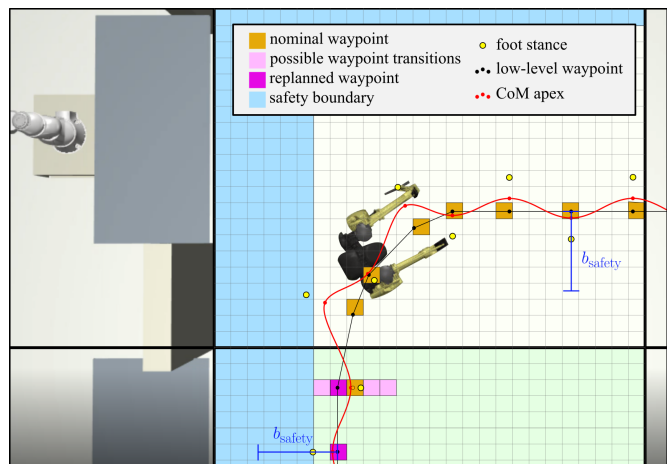 nominal waypoint
possible waypoint transitions
replanned waypoint
safety boundary
foot stance
low-level waypoint
CoM apex
b_safety
b_safety